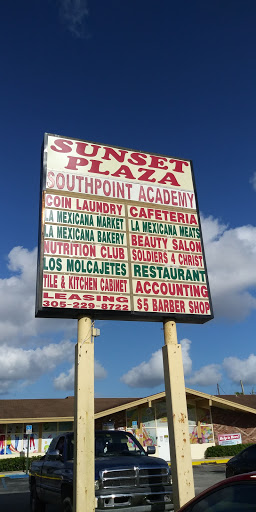 SUNSET
PLAZA
SOUTHPOINT ACADEMY
COIN LAUNDRY
CAFETERIA
LA MEXICANA MARKET
LA MEXICANA MEATS
LA MEXICANA BAKERY
BEAUTY SALON
NUTRITION CLUB
SOLDIERS 4 CHRIST
LOS MOLCAJETES
RESTAURANT
TILE & KITCHEN CABINET
ACCOUNTING
LEASING
305-229-8722
$5 BARBER SHOP